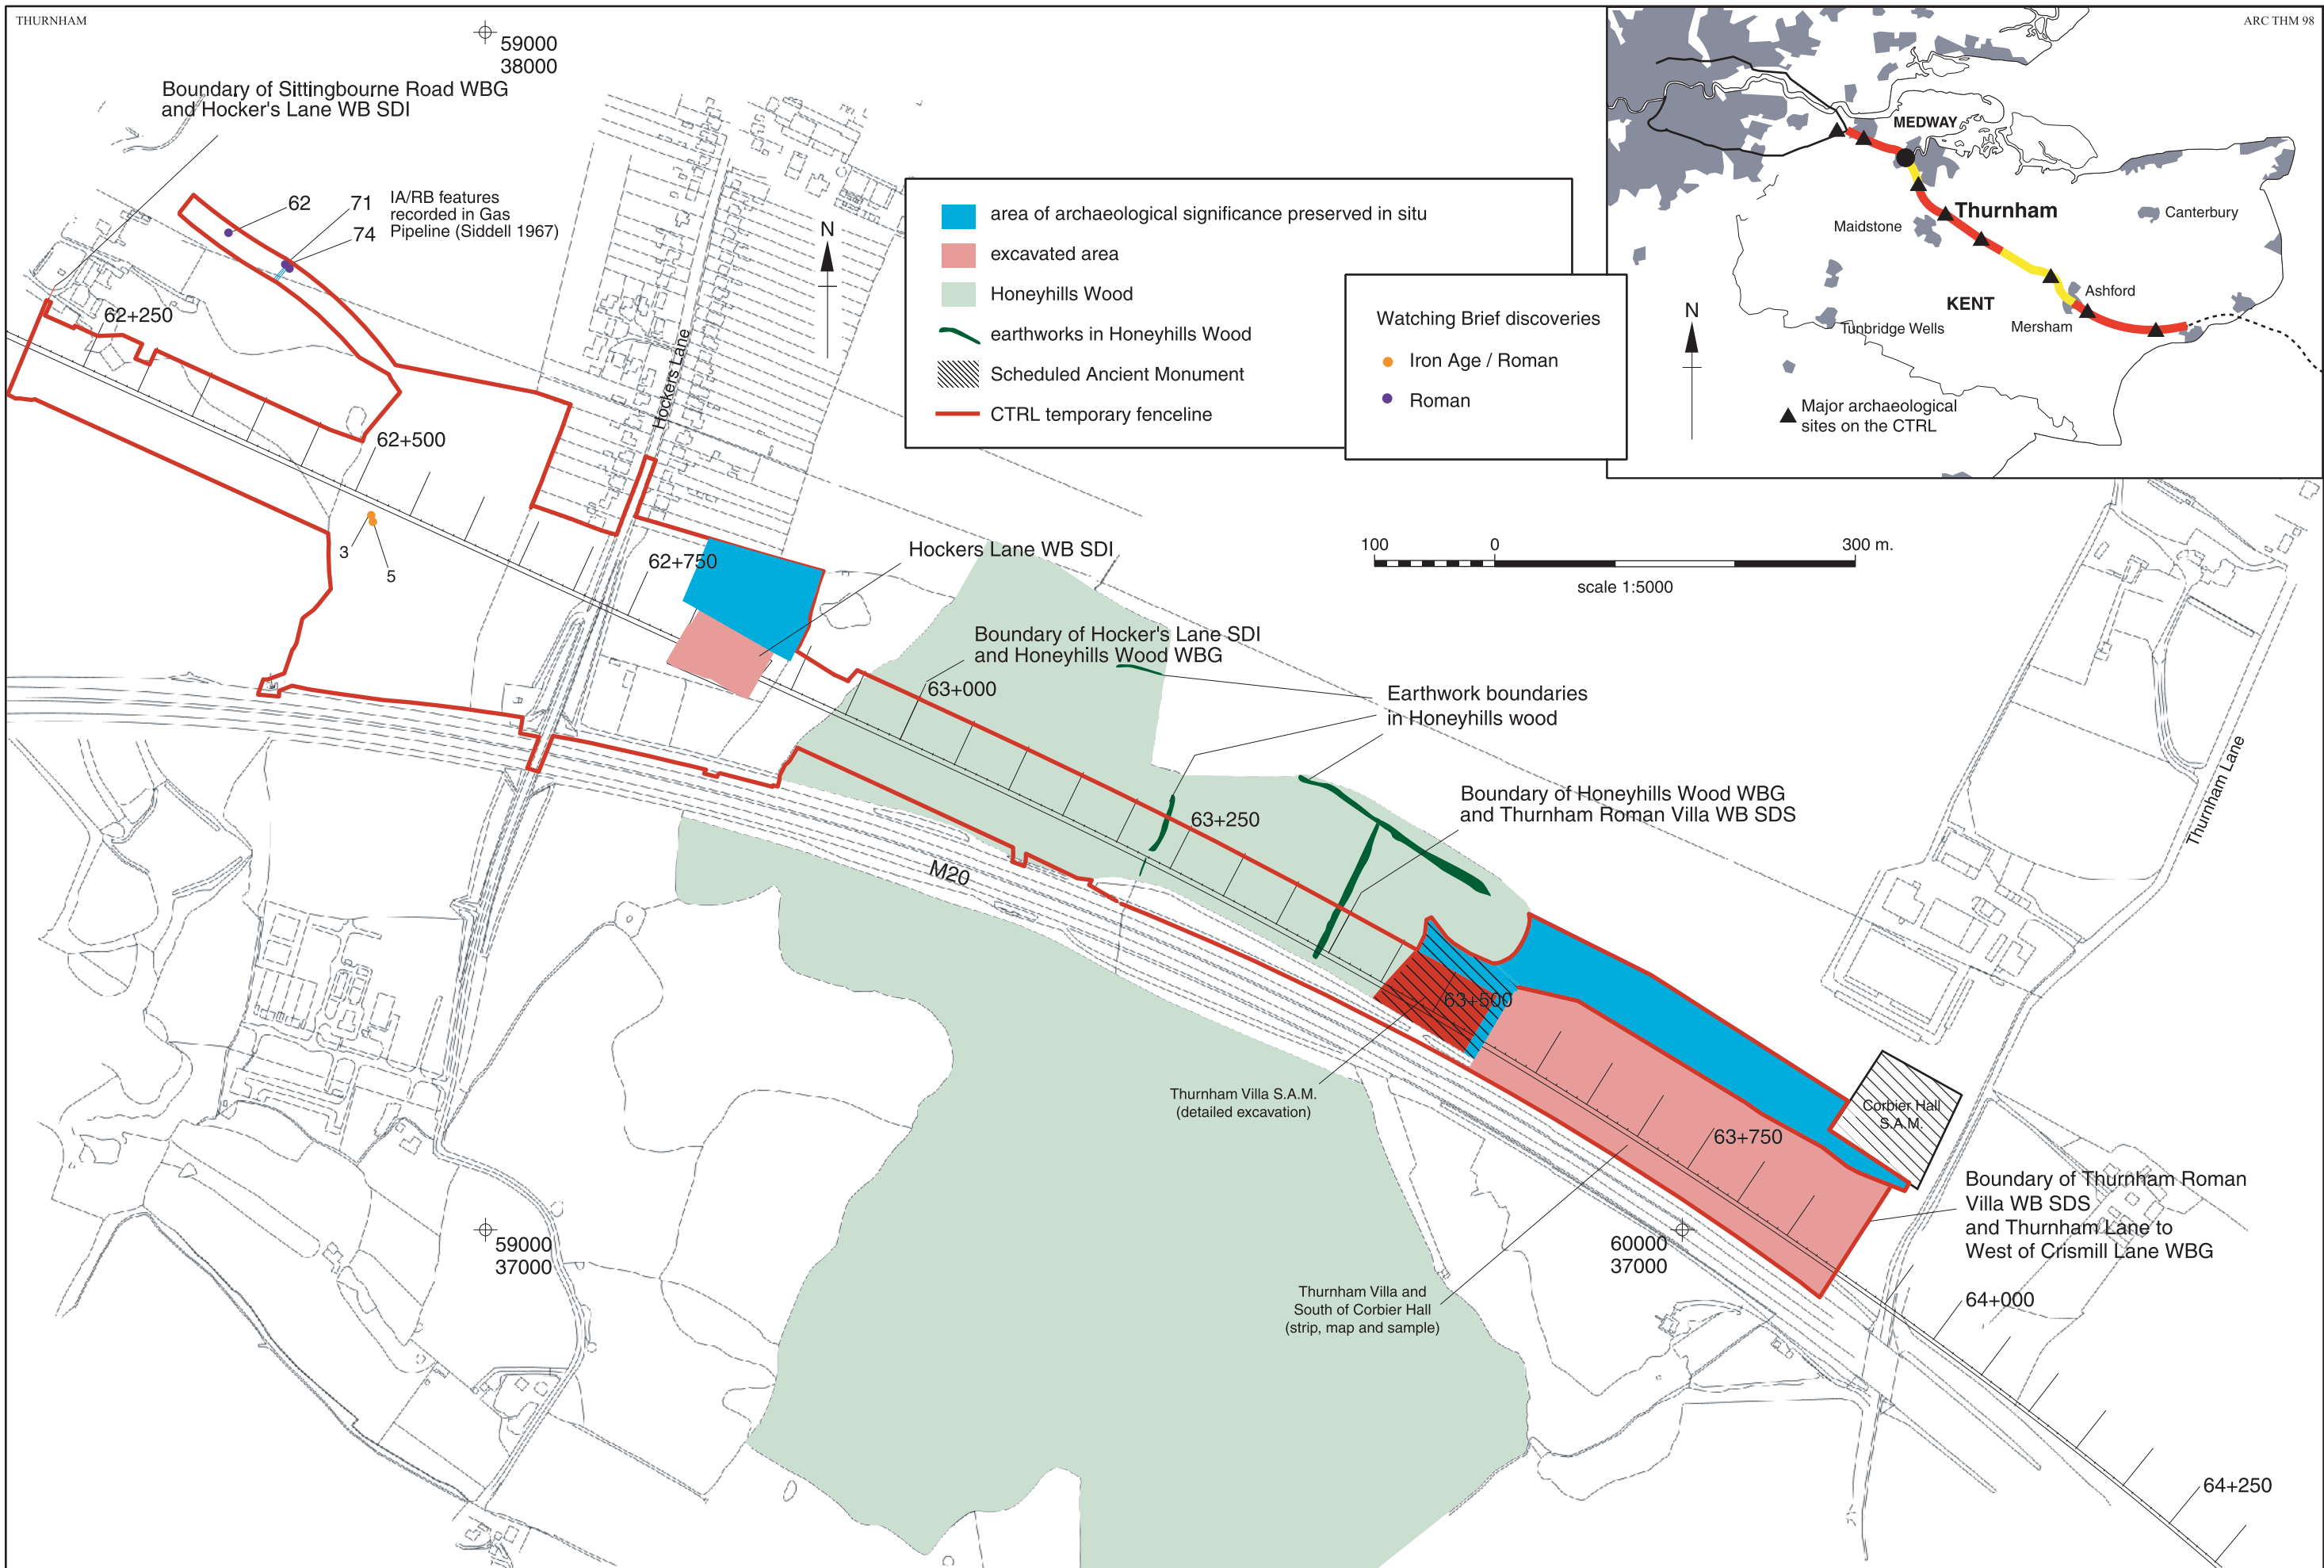 THURNHAM
ARC THM 98
59000
38000
Boundary of Sittingbourne Road WBG
and Hocker's Lane WB SDI
62
71
74
IA/RB features
recorded in Gas
Pipeline (Siddell 1967)
62+250
62+500
3
5
Hockers Lane
N
area of archaeological significance preserved in situ
excavated area
Honeyhills Wood
earthworks in Honeyhills Wood
Scheduled Ancient Monument
CTRL temporary fenceline
Watching Brief discoveries
Iron Age / Roman
Roman
MEDWAY
Thurnham
Maidstone
Canterbury
KENT
Ashford
Tunbridge Wells
Mersham
N
Major archaeological
sites on the CTRL
100
0
300 m.
scale 1:5000
62+750
Hockers Lane WB SDI
Boundary of Hocker's Lane SDI
and Honeyhills Wood WBG
63+000
Earthwork boundaries
in Honeyhills wood
63+250
Boundary of Honeyhills Wood WBG
and Thurnham Roman Villa WB SDS
Thurnham Lane
M20
63+500
Thurnham Villa S.A.M.
(detailed excavation)
Corbier Hall
S.A.M.
63+750
Boundary of Thurnham Roman
Villa WB SDS
and Thurnham Lane to
West of Crismill Lane WBG
59000
37000
60000
37000
Thurnham Villa and
South of Corbier Hall
(strip, map and sample)
64+000
64+250